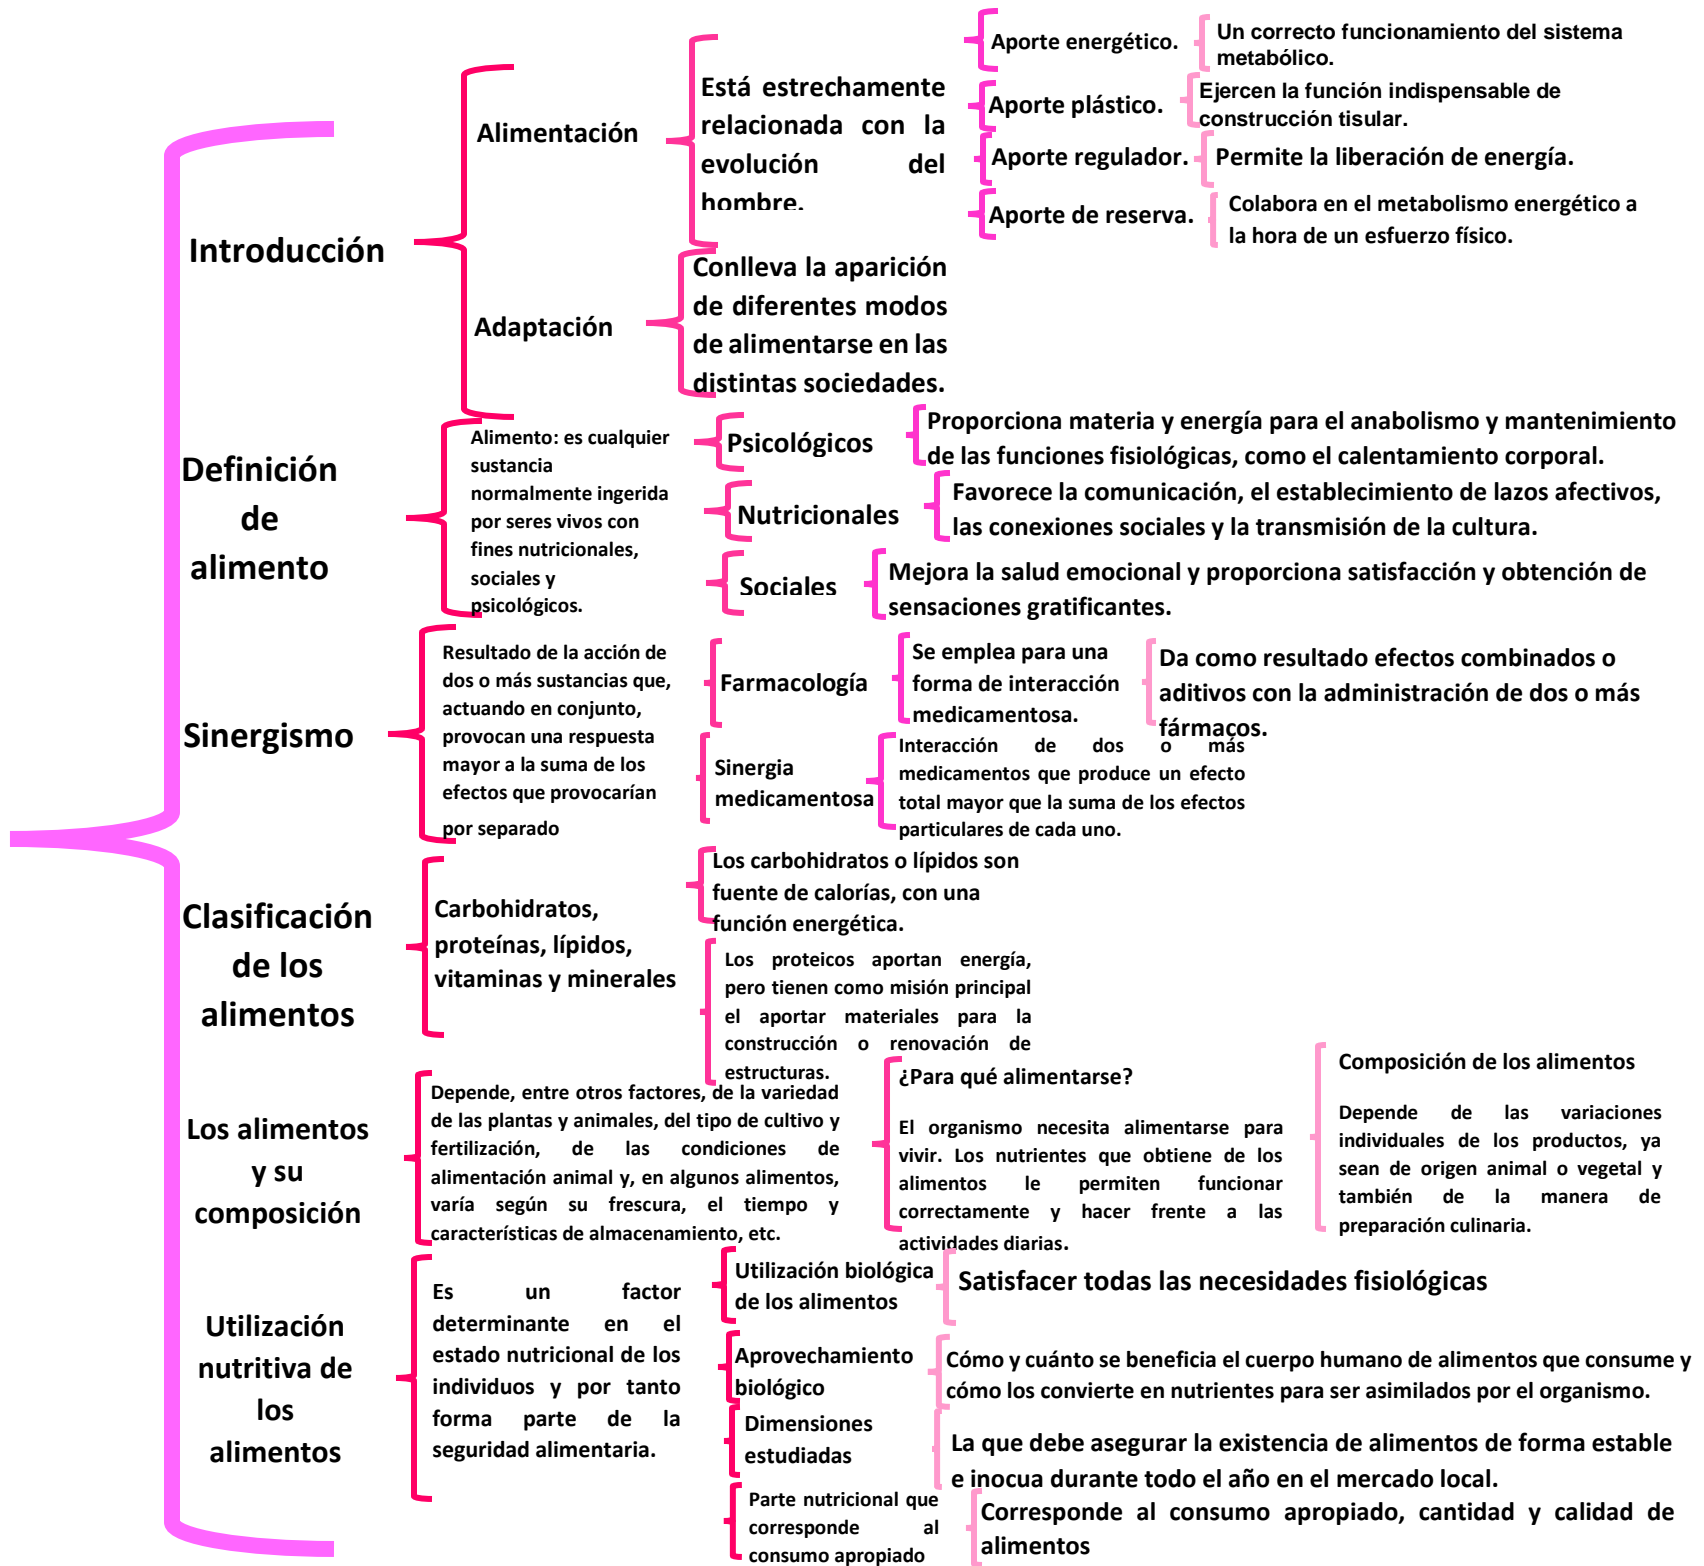 Introducción
Alimentación
Está estrechamente
relacionada con la
evolución del
hombre.
Aporte energético.
Un correcto funcionamiento del sistema
metabólico.
Aporte plástico.
Ejercen la función indispensable de
construcción tisular.
Aporte regulador.
Permite la liberación de energía.
Aporte de reserva.
Colabora en el metabolismo energético a
la hora de un esfuerzo físico.
Adaptación
Conlleva la aparición
de diferentes modos
de alimentarse en las
distintas sociedades.
Definición
de
alimento
Alimento: es cualquier
sustancia
normalmente ingerida
por seres vivos con
fines nutricionales,
sociales y
psicológicos.
Psicológicos
Proporciona materia y energía para el anabolismo y mantenimiento
de las funciones fisiológicas, como el calentamiento corporal.
Nutricionales
Favorece la comunicación, el establecimiento de lazos afectivos,
las conexiones sociales y la transmisión de la cultura.
Sociales
Mejora la salud emocional y proporciona satisfacción y obtención de
sensaciones gratificantes.
Sinergismo
Resultado de la acción de
dos o más sustancias que,
actuando en conjunto,
provocan una respuesta
mayor a la suma de los
efectos que provocarían
por separado
Farmacología
Se emplea para una
forma de interacción
medicamentosa.
Da como resultado efectos combinados o
aditivos con la administración de dos o más
fármacos.
Sinergia
medicamentosa
Interacción de dos o más
medicamentos que produce un efecto
total mayor que la suma de los efectos
particulares de cada uno.
Clasificación
de los
alimentos
Carbohidratos,
proteínas, lípidos,
vitaminas y minerales
Los carbohidratos o lípidos son
fuente de calorías, con una
función energética.
Los proteicos aportan energía,
pero tienen como misión principal
el aportar materiales para la
construcción o renovación de
estructuras.
Los alimentos
y su
composición
Depende, entre otros factores, de la variedad
de las plantas y animales, del tipo de cultivo y
fertilización, de las condiciones de
alimentación animal y, en algunos alimentos,
varía según su frescura, el tiempo y
características de almacenamiento, etc.
¿Para qué alimentarse?
El organismo necesita alimentarse para
vivir. Los nutrientes que obtiene de los
alimentos le permiten funcionar
correctamente y hacer frente a las
actividades diarias.
Composición de los alimentos
Depende de las variaciones
individuales de los productos, ya
sean de origen animal o vegetal y
también de la manera de
preparación culinaria.
Utilización
nutritiva de
los
alimentos
Es un factor
determinante en el
estado nutricional de los
individuos y por tanto
forma parte de la
seguridad alimentaria.
Utilización biológica
de los alimentos
Satisfacer todas las necesidades fisiológicas
Aprovechamiento
biológico
Cómo y cuánto se beneficia el cuerpo humano de alimentos que consume y
cómo los convierte en nutrientes para ser asimilados por el organismo.
Dimensiones
estudiadas
La que debe asegurar la existencia de alimentos de forma estable
e inocua durante todo el año en el mercado local.
Parte nutricional que
corresponde al
consumo apropiado
Corresponde al consumo apropiado, cantidad y calidad de
alimentos